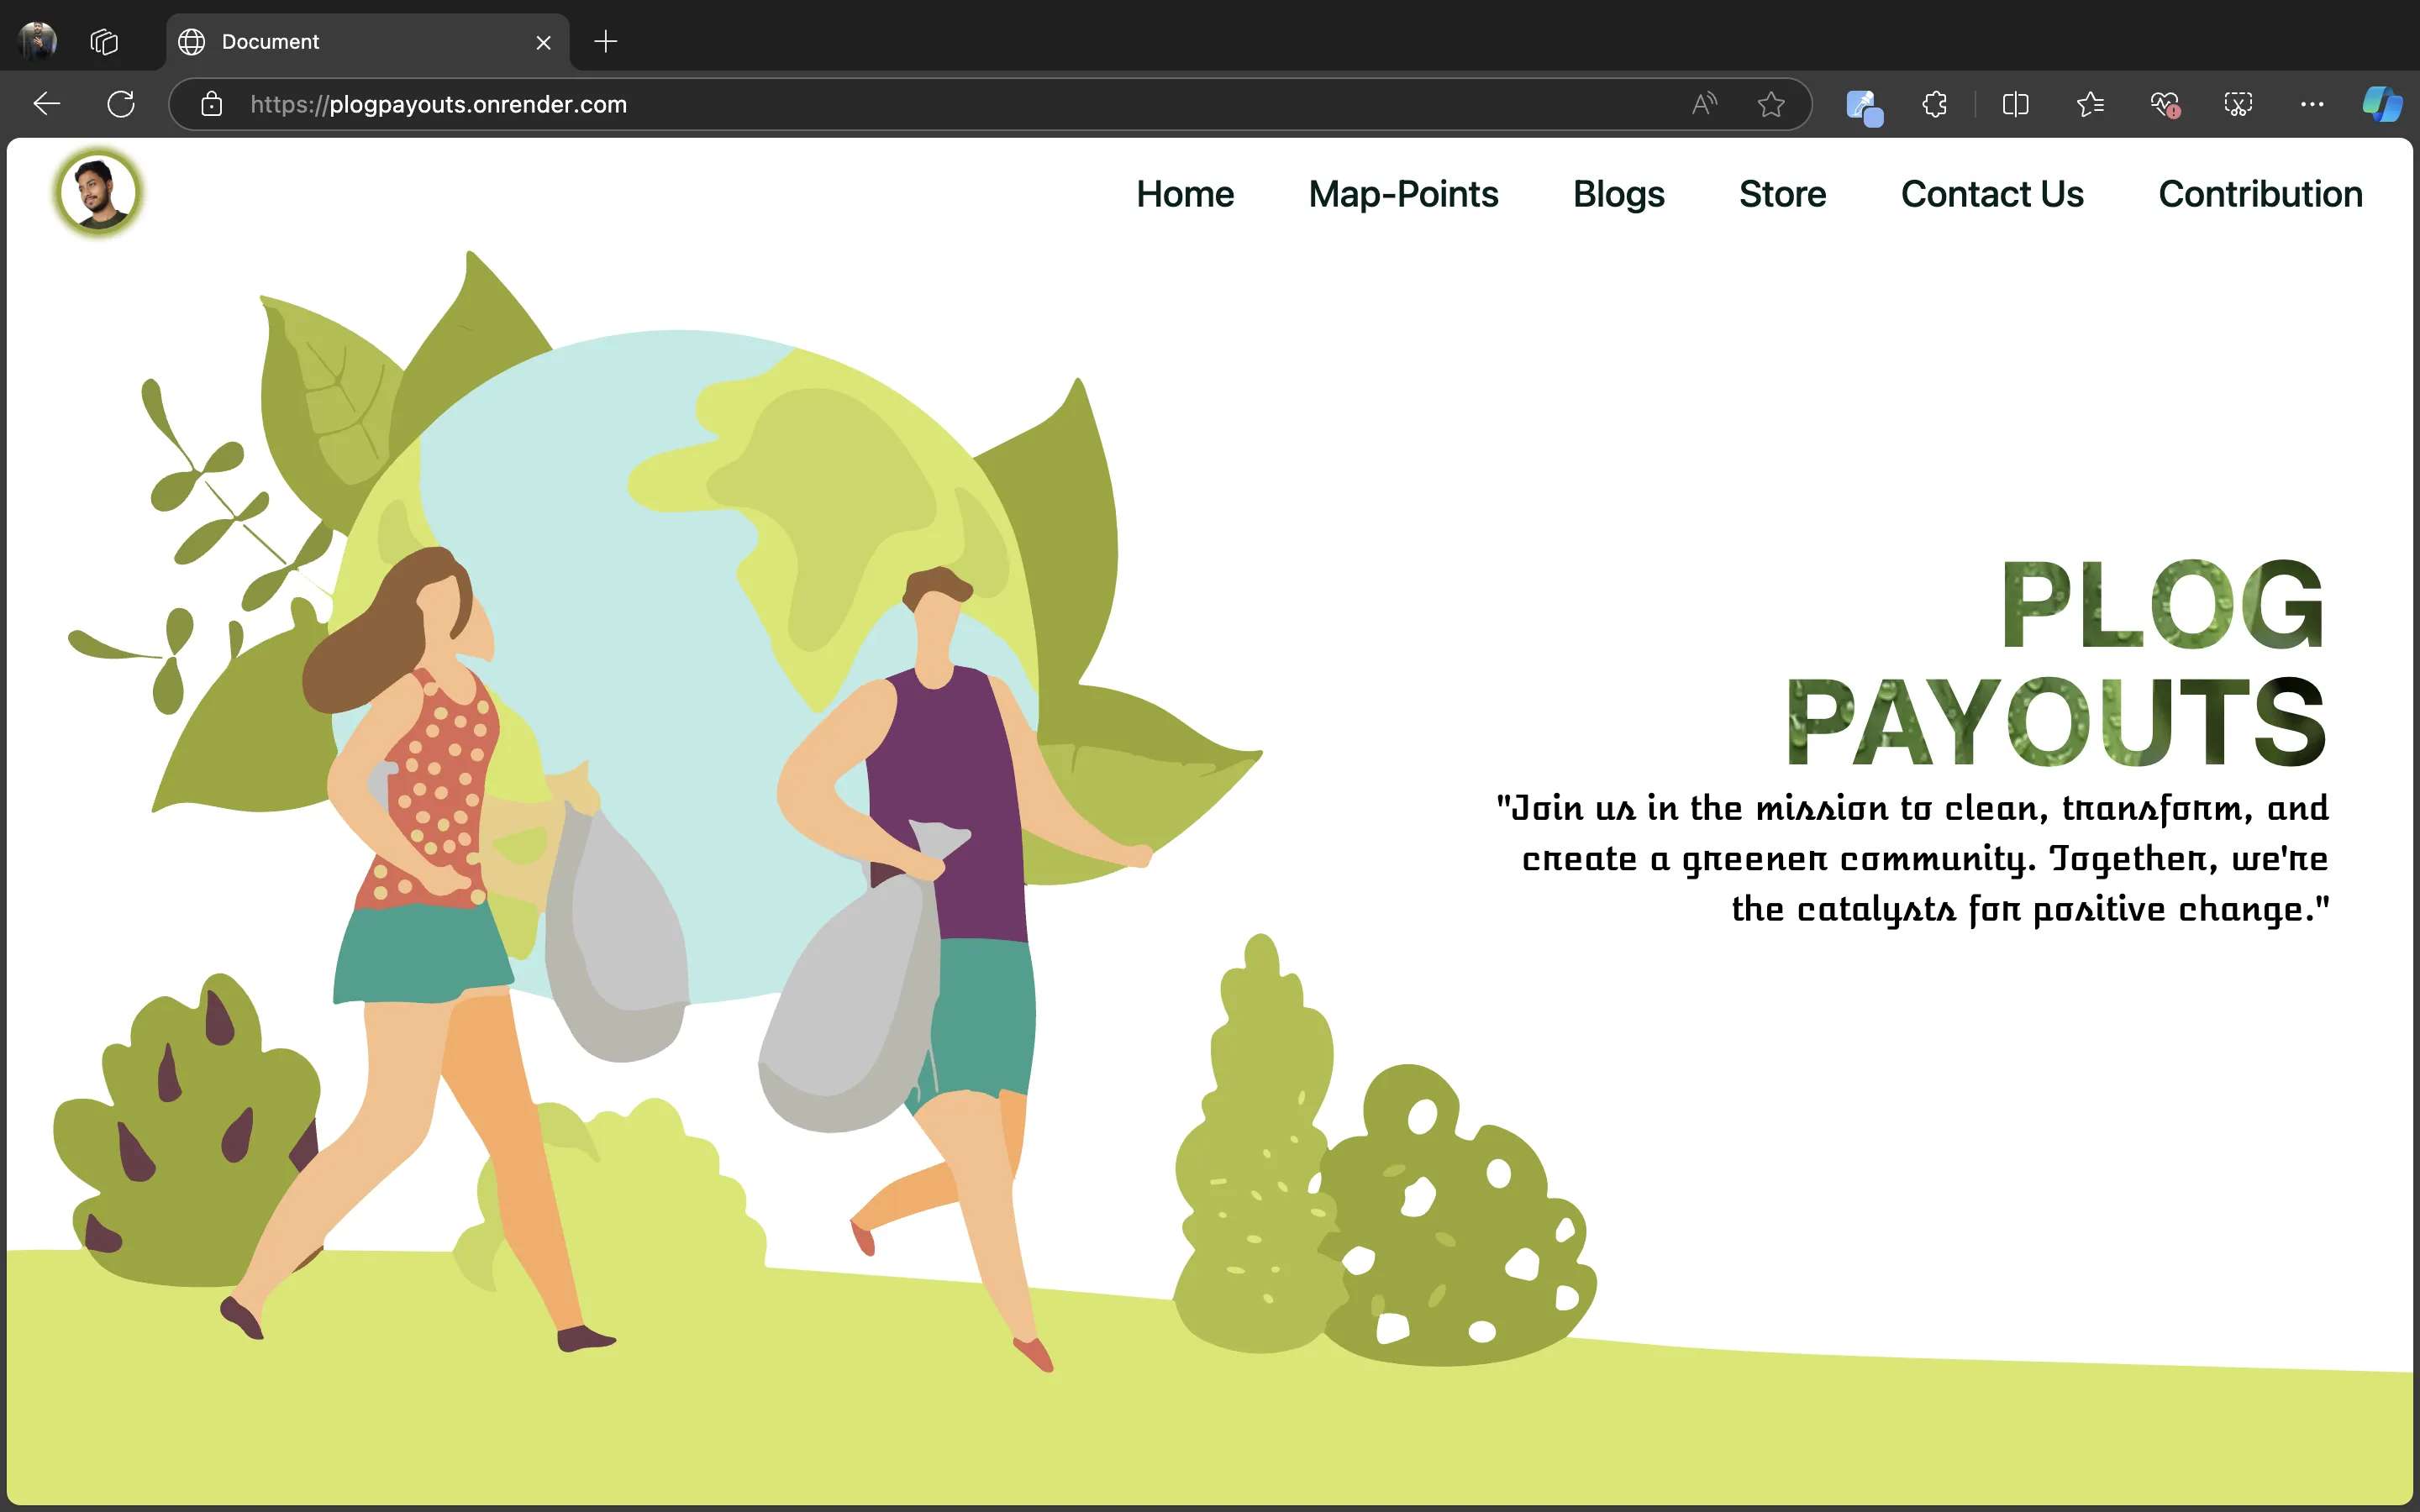 Document
https://plogpayouts.onrender.com
Home Map-Points Blogs Store Contact Us Contribution
PLOG
PAYOUTS
"Join us in the mission to clean, transform, and
create a greener community. Together, we're
the catalysts for positive change."